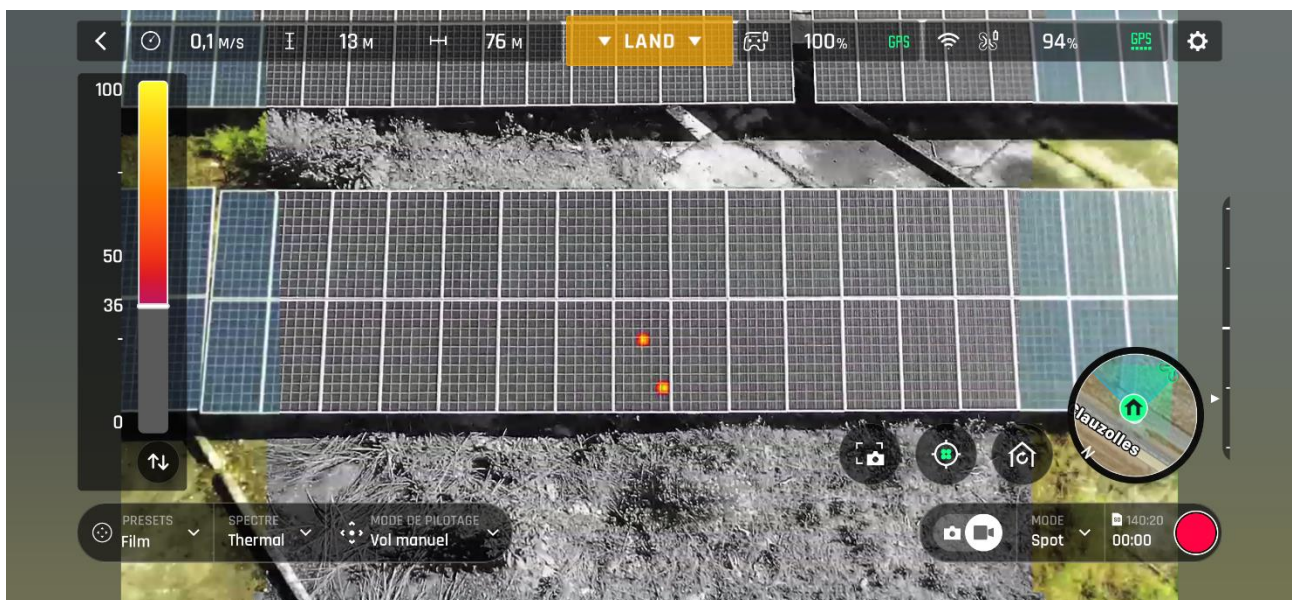 0,1 M/S
13 M
76 M
LAND
100%
GPS
94%
GPS
100
50
36
0
Clauzolles
N
PRESETS
Film
SPECTRE
Thermal
MODE DE PILOTAGE
Vol manuel
MODE
Spot
140:20
00:00